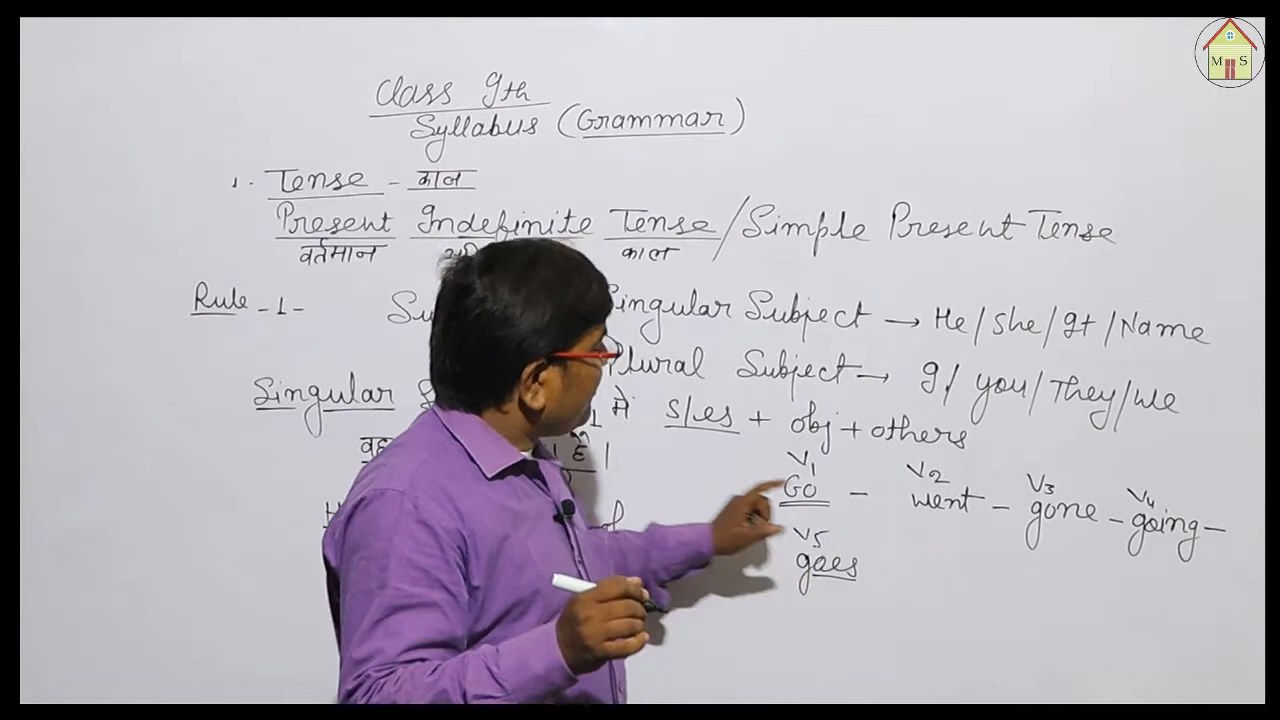 M S
Class 9th
Syllabus (Grammar)
1. Tense - काल
Present Indefinite Tense / Simple Present Tense
वर्तमान काल
Rule -1- Singular Subject → He / She / It / Name
Plural Subject → I / you / They / we
Singular में s/es + obj + others
वह है ।
V1 V2 V3 V4
Go - went - gone - going -
V5
goes